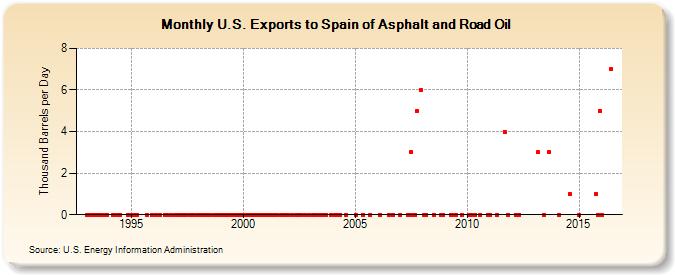 Monthly U.S. Exports to Spain of Asphalt and Road Oil
Thousand Barrels per Day
8
6
4
2
0
1995 2000 2005 2010 2015
Source: U.S. Energy Information Administration